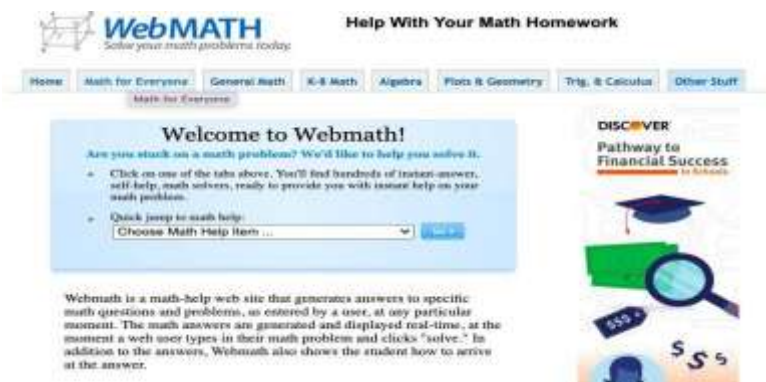 WebMATH
Solve your math problems today.
Help With Your Math Homework
Home Math for Everyone General Math K-8 Math Algebra Plots & Geometry Trig. & Calculus Other Stuff
Math for Everyone
Welcome to Webmath!
Are you stuck on a math problem? We'd like to help you solve it.
Click on one of the tabs above. You'll find hundreds of instant-answer,
self-help, math solvers, ready to provide you with instant help on your
math problem.
Quick jump to math help:
Choose Math Help Item ...
DISCOVER
Pathway to
Financial Success
in Schools
$$$
$ $ $
Webmath is a math-help web site that generates answers to specific
math questions and problems, as entered by a user, at any particular
moment. The math answers are generated and displayed real-time, at the
moment a web user types in their math problem and clicks "solve." In
addition to the answers, Webmath also shows the student how to arrive
at the answer.